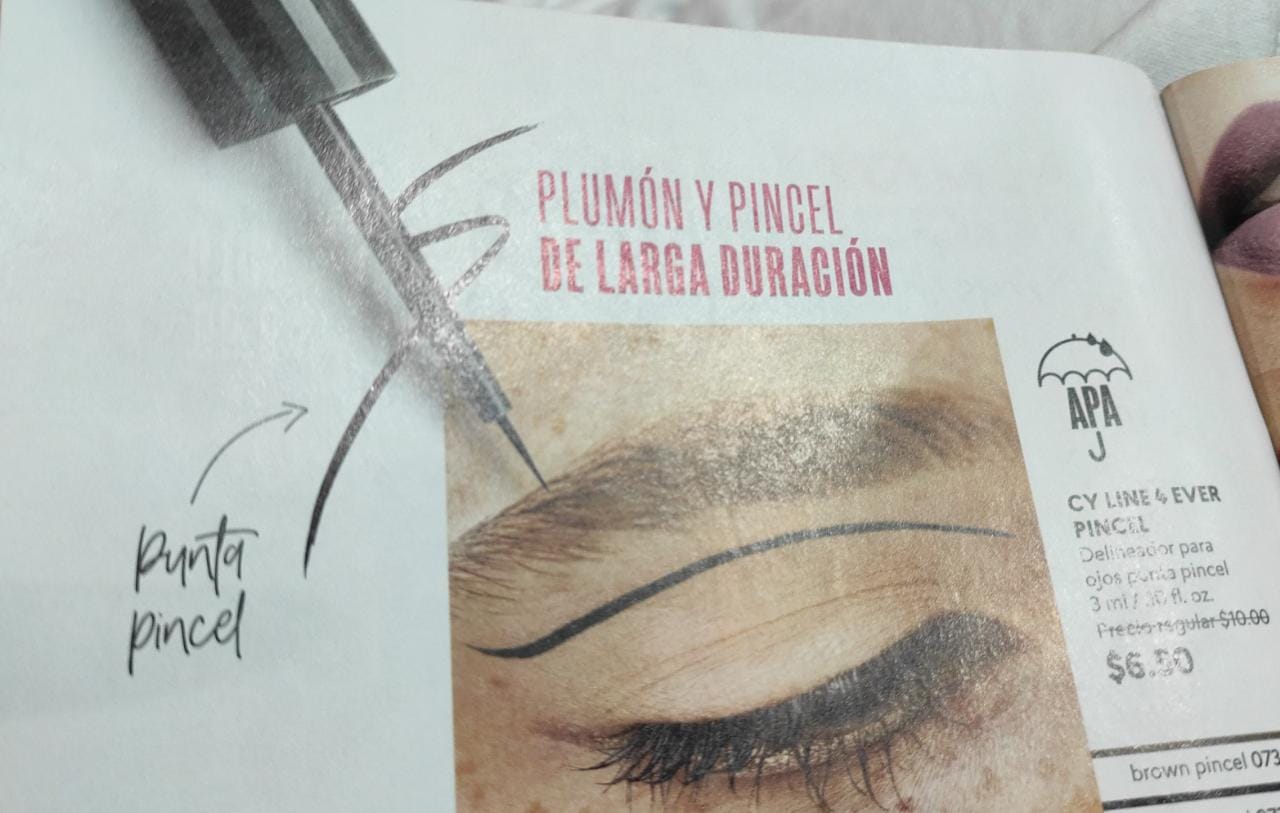 PLUMÓN Y PINCEL
DE LARGA DURACIÓN
punta
pincel
APA
CY LINE 4 EVER
PINCEL
Delineador para
ojos punta pincel
3 ml / .10 fl. oz.
Precio regular $10.00
$6.50
brown pincel 073